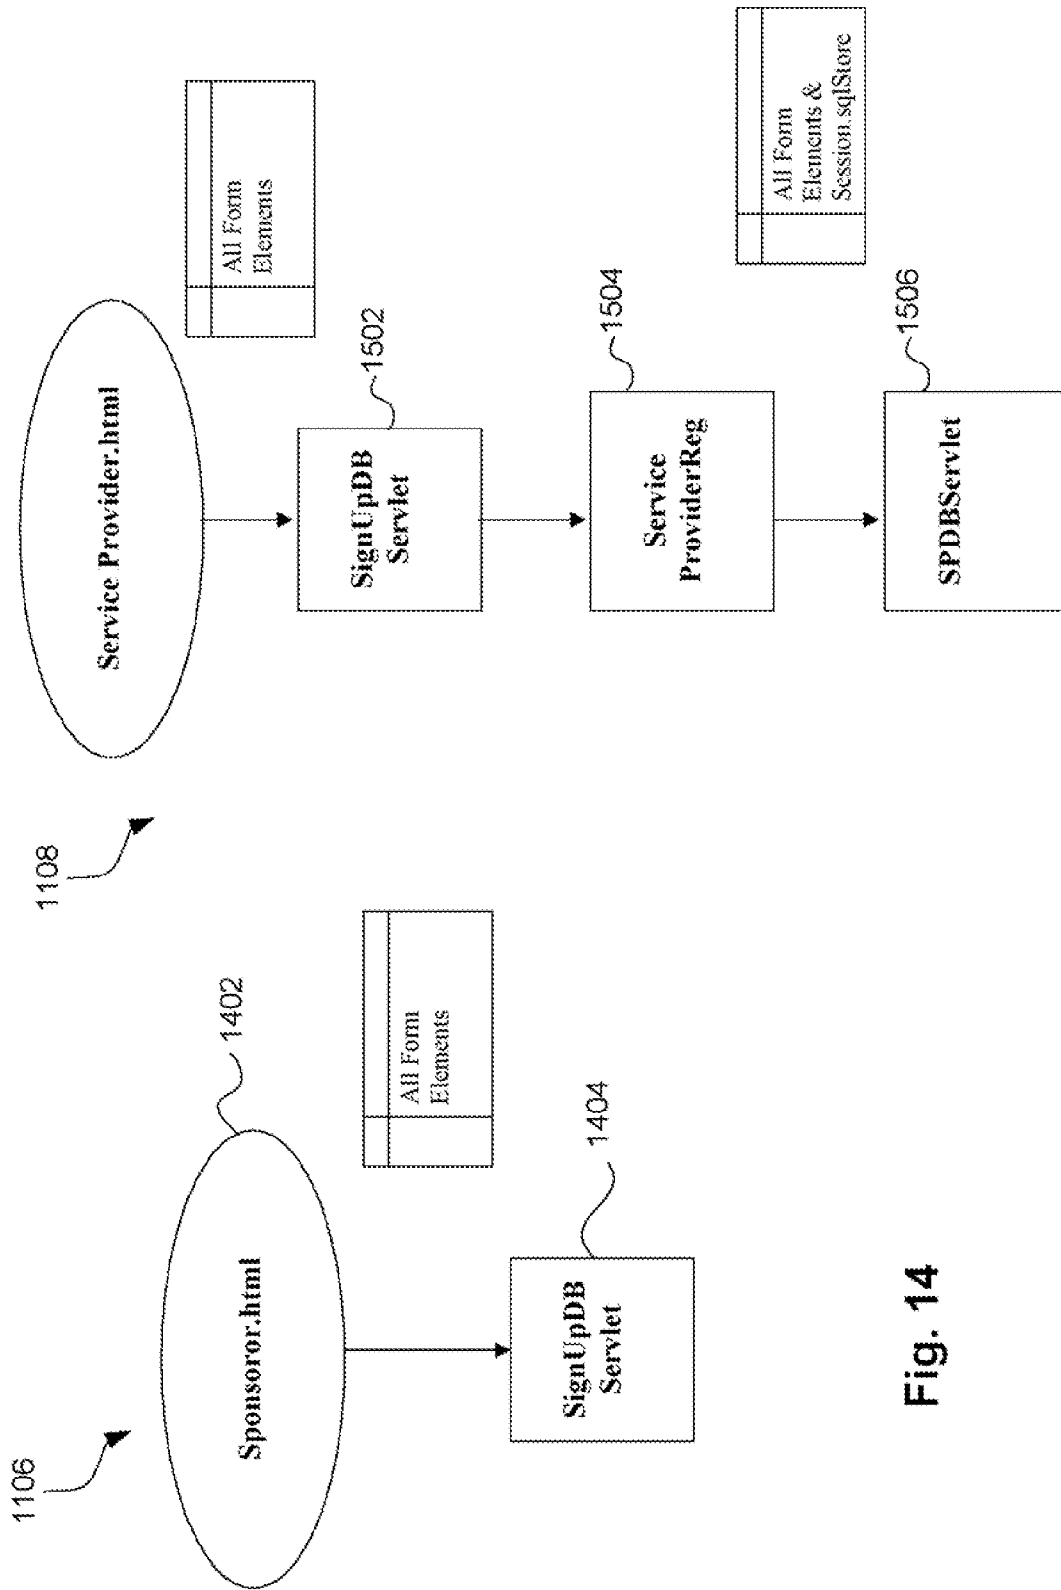 1106
Sponsoror.html
1402
All Form
Elements
SignUpDB
Servlet
1404
1108
Service Provider.html
All Form
Elements
SignUpDB
Servlet
1502
Service
ProviderReg
1504
All Form
Elements &
Session.sqlStore
SPDBServlet
1506
Fig. 14